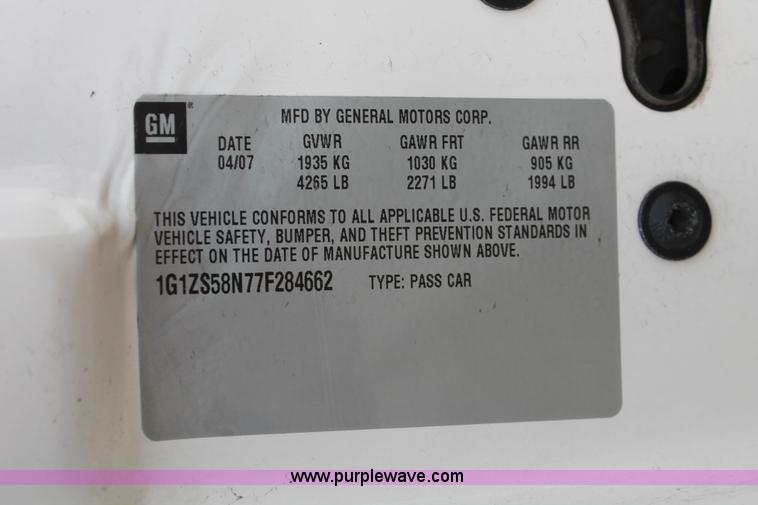 GM
MFD BY GENERAL MOTORS CORP.
DATE GVWR GAWR FRT GAWR RR
04/07 1935 KG 1030 KG 905 KG
4265 LB 2271 LB 1994 LB
THIS VEHICLE CONFORMS TO ALL APPLICABLE U.S. FEDERAL MOTOR
VEHICLE SAFETY, BUMPER, AND THEFT PREVENTION STANDARDS IN
EFFECT ON THE DATE OF MANUFACTURE SHOWN ABOVE.
1G1ZS58N77F284662 TYPE: PASS CAR
www.purplewave.com